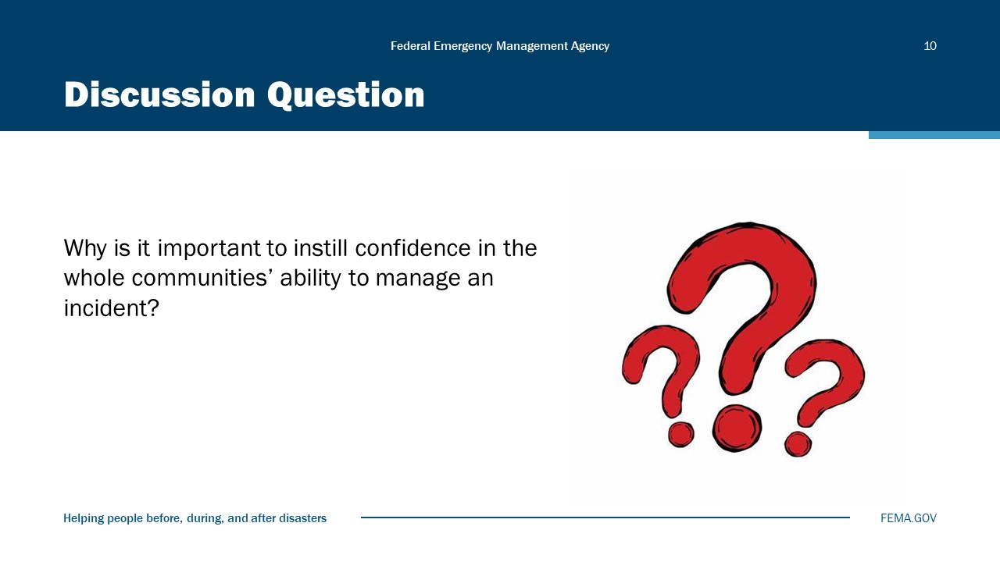 Federal Emergency Management Agency
10
Discussion Question
Why is it important to instill confidence in the
whole communities’ ability to manage an
incident?
Helping people before, during, and after disasters
FEMA.GOV